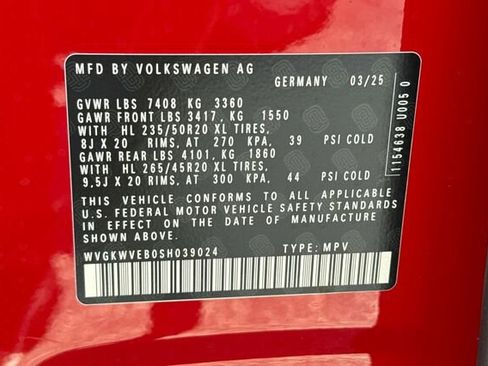 MFD BY VOLKSWAGEN AG
GERMANY 03/25
GVWR LBS 7408 KG 3360
GAWR FRONT LBS 3417, KG 1550
WITH HL 235/50R20 XL TIRES,
8J X 20 RIMS, AT 270 KPA, 39 PSI COLD
GAWR REAR LBS 4101, KG 1860
WITH HL 265/45R20 XL TIRES,
9,5J X 20 RIMS, AT 300 KPA, 44 PSI COLD
THIS VEHICLE CONFORMS TO ALL APPLICABLE
U.S. FEDERAL MOTOR VEHICLE SAFETY STANDARDS
IN EFFECT ON THE DATE OF MANUFACTURE
SHOWN ABOVE.
WVGKWVEB0SH039024 TYPE: MPV
1154638 U005 0